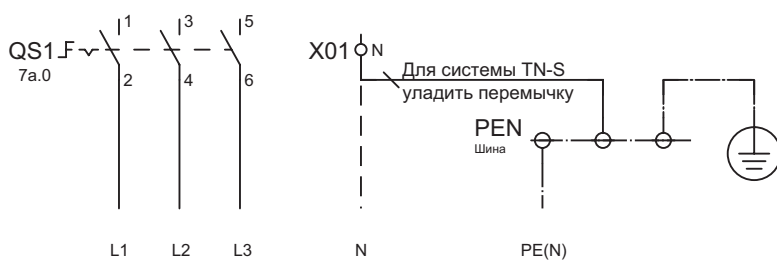 1 3 5
QS1
7a.0
2 4 6
X01 N
Для системы TN-S
уладить перемычку
PEN
Шина
L1 L2 L3 N PE(N)